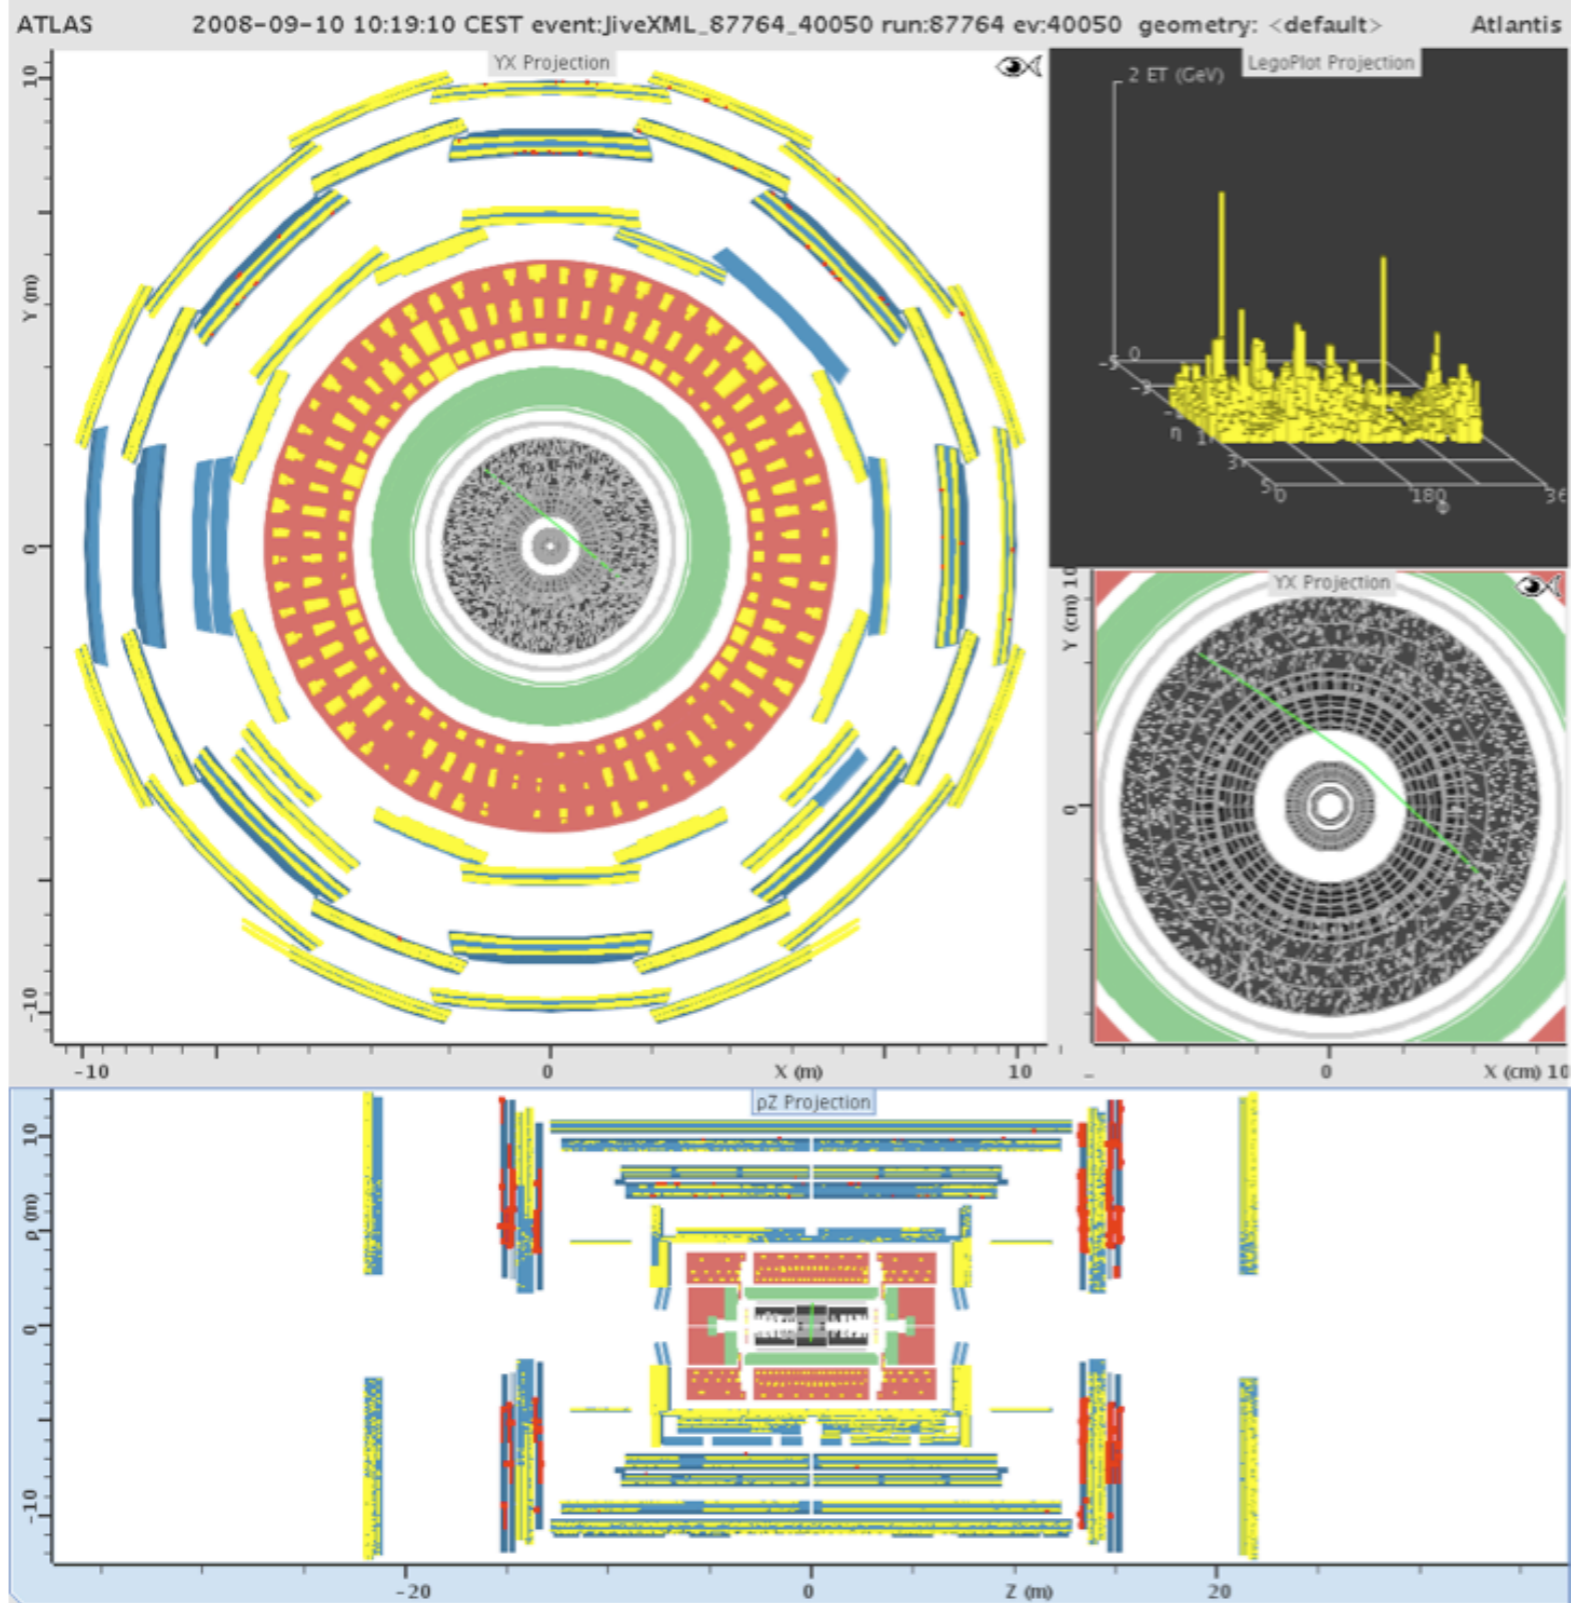 ATLAS 2008-09-10 10:19:10 CEST event:JiveXML_87764_40050 run:87764 ev:40050 geometry: <default> Atlantis
YX Projection
10
Y (m)
0
-10
-10 0 X (m) 10
LegoPlot Projection
2 ET (GeV)
0
-5
-3
η
3
5
0
180
Φ
YX Projection
Y (cm) 10
0
0 X (cm) 10
ρZ Projection
10
ρ (m)
0
-10
-20 0 Z (m) 20